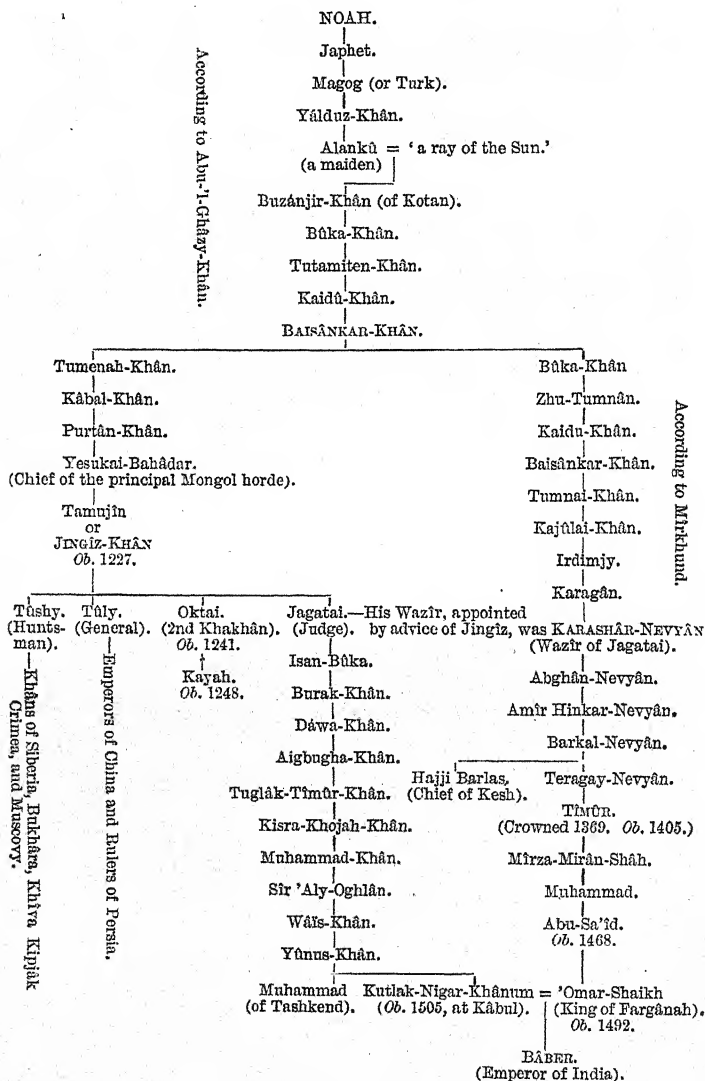 NOAH.
Japhet.
Magog (or Turk).
Yâlduz-Khân.
Alankû = ‘a ray of the Sun.’
(a maiden)
Buzánjir-Khân (of Kotan).
Bûka-Khân.
Tutamiten-Khân.
Kaidû-Khân.
BAISÂNKAR-KHÂN.
According to Abu-’l-Gházy-Khân.
Tumenah-Khân.
Kâbal-Khân.
Purtân-Khân.
Yesukai-Bahâdar.
(Chief of the principal Mongol horde).
Tamujîn
or
JINGÎZ-KHÂN
Ob. 1227.
Bûka-Khân
Zhu-Tumnân.
Kaidu-Khân.
Baisânkar-Khân.
Tumnai-Khân.
Kajûlai-Khân.
Irdimjy.
Karagân.
According to Mîrkhund.
Tûshy.
(Hunts-
man).
—Khâns of Siberia, Bukhâra, Khîva Kipjâk
Crimea, and Muscovy.
Tûly.
(General).
—Emperors of China and Rulers of Persia.
Oktai.
(2nd Khakhân).
Ob. 1241.
Kayah.
Ob. 1248.
Jagatai.—His Wazîr, appointed
(Judge). by advice of Jingîz, was KARASHÂR-NEVYÂN
(Wazîr of Jagatai).
Isan-Bûka.
Burak-Khân.
Dáwa-Khân.
Aigbugha-Khân.
Tuglâk-Tîmûr-Khân.
Kisra-Khojah-Khân.
Muhammad-Khân.
Sîr ’Aly-Oghlân.
Wâïs-Khân.
Yûnus-Khân.
Abghân-Nevyân.
Amîr Hinkar-Nevyân.
Barkal-Nevyân.
Hajji Barlas,
(Chief of Kesh).
Teragay-Nevyân.
TÎMÛR.
(Crowned 1369. Ob. 1405.)
Mîrza-Mirân-Shâh.
Muhammad.
Abu-Sa’îd.
Ob. 1468.
Muhammad Kutlak-Nigar-Khânum = ’Omar-Shaikh
(of Tashkend). (Ob. 1505, at Kâbul). (King of Fargânah).
Ob. 1492.
BÂBER.
(Emperor of India).